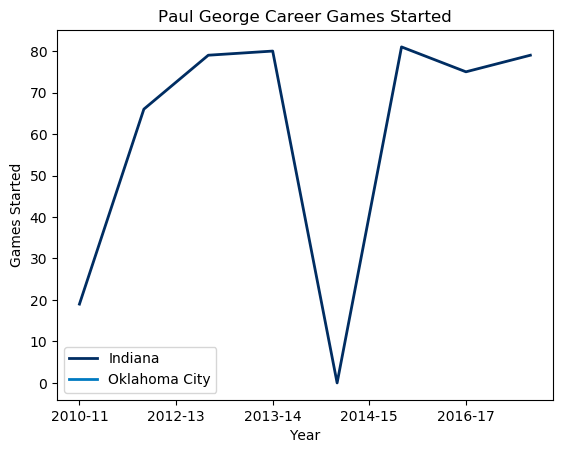 Paul George Career Games Started
Games Started
80
70
60
50
40
30
20
10
0
Indiana
Oklahoma City
2010-11 2012-13 2013-14 2014-15 2016-17
Year